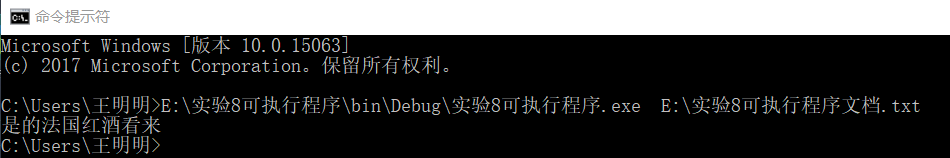 命令提示符
Microsoft Windows [版本 10.0.15063]
(c) 2017 Microsoft Corporation。保留所有权利。
C:\Users\王明明>E:\实验8可执行程序\bin\Debug\实验8可执行程序.exe  E:\实验8可执行程序文档.txt
是的法国红酒看来
C:\Users\王明明>